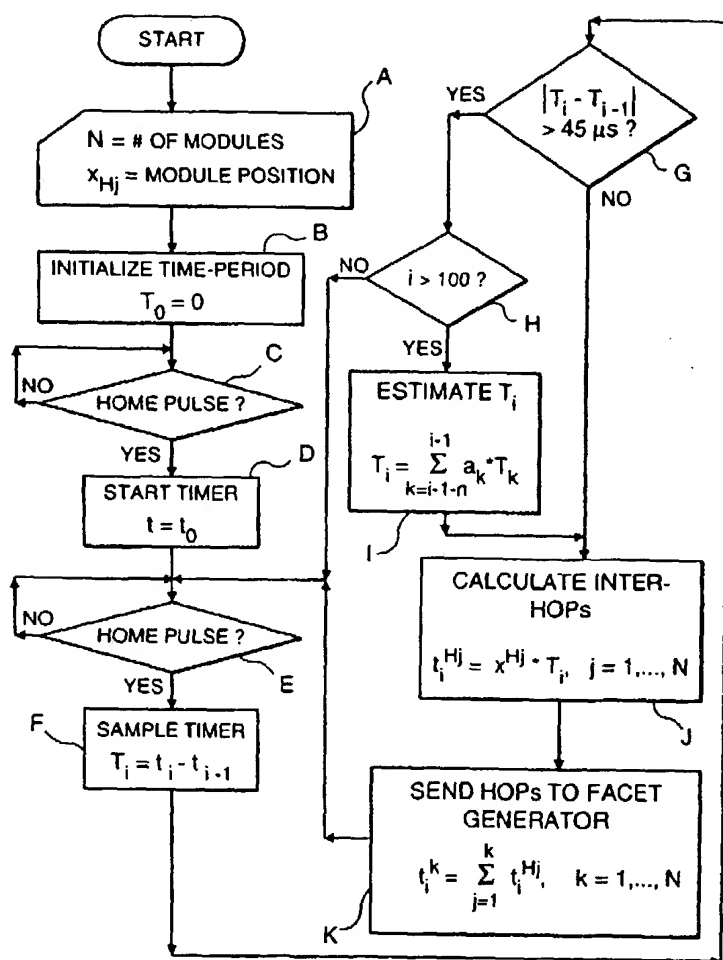 START
A
N = # OF MODULES
x_Hj = MODULE POSITION
B
INITIALIZE TIME-PERIOD
T_0 = 0
C
NO
HOME PULSE ?
YES
D
START TIMER
t = t_0
NO
HOME PULSE ?
YES
E
F
SAMPLE TIMER
T_i = t_i - t_i-1
YES
|T_i - T_i-1|
> 45 µs ?
G
NO
NO
i > 100 ?
H
YES
ESTIMATE T_i
T_i = Σ_{k=i-1-n}^{i-1} a_k*T_k
I
CALCULATE INTER-
HOPs
t_i^Hj = x^Hj * T_i, j = 1,..., N
J
SEND HOPs TO FACET
GENERATOR
t_i^k = Σ_{j=1}^{k} t_i^Hj, k = 1,..., N
K